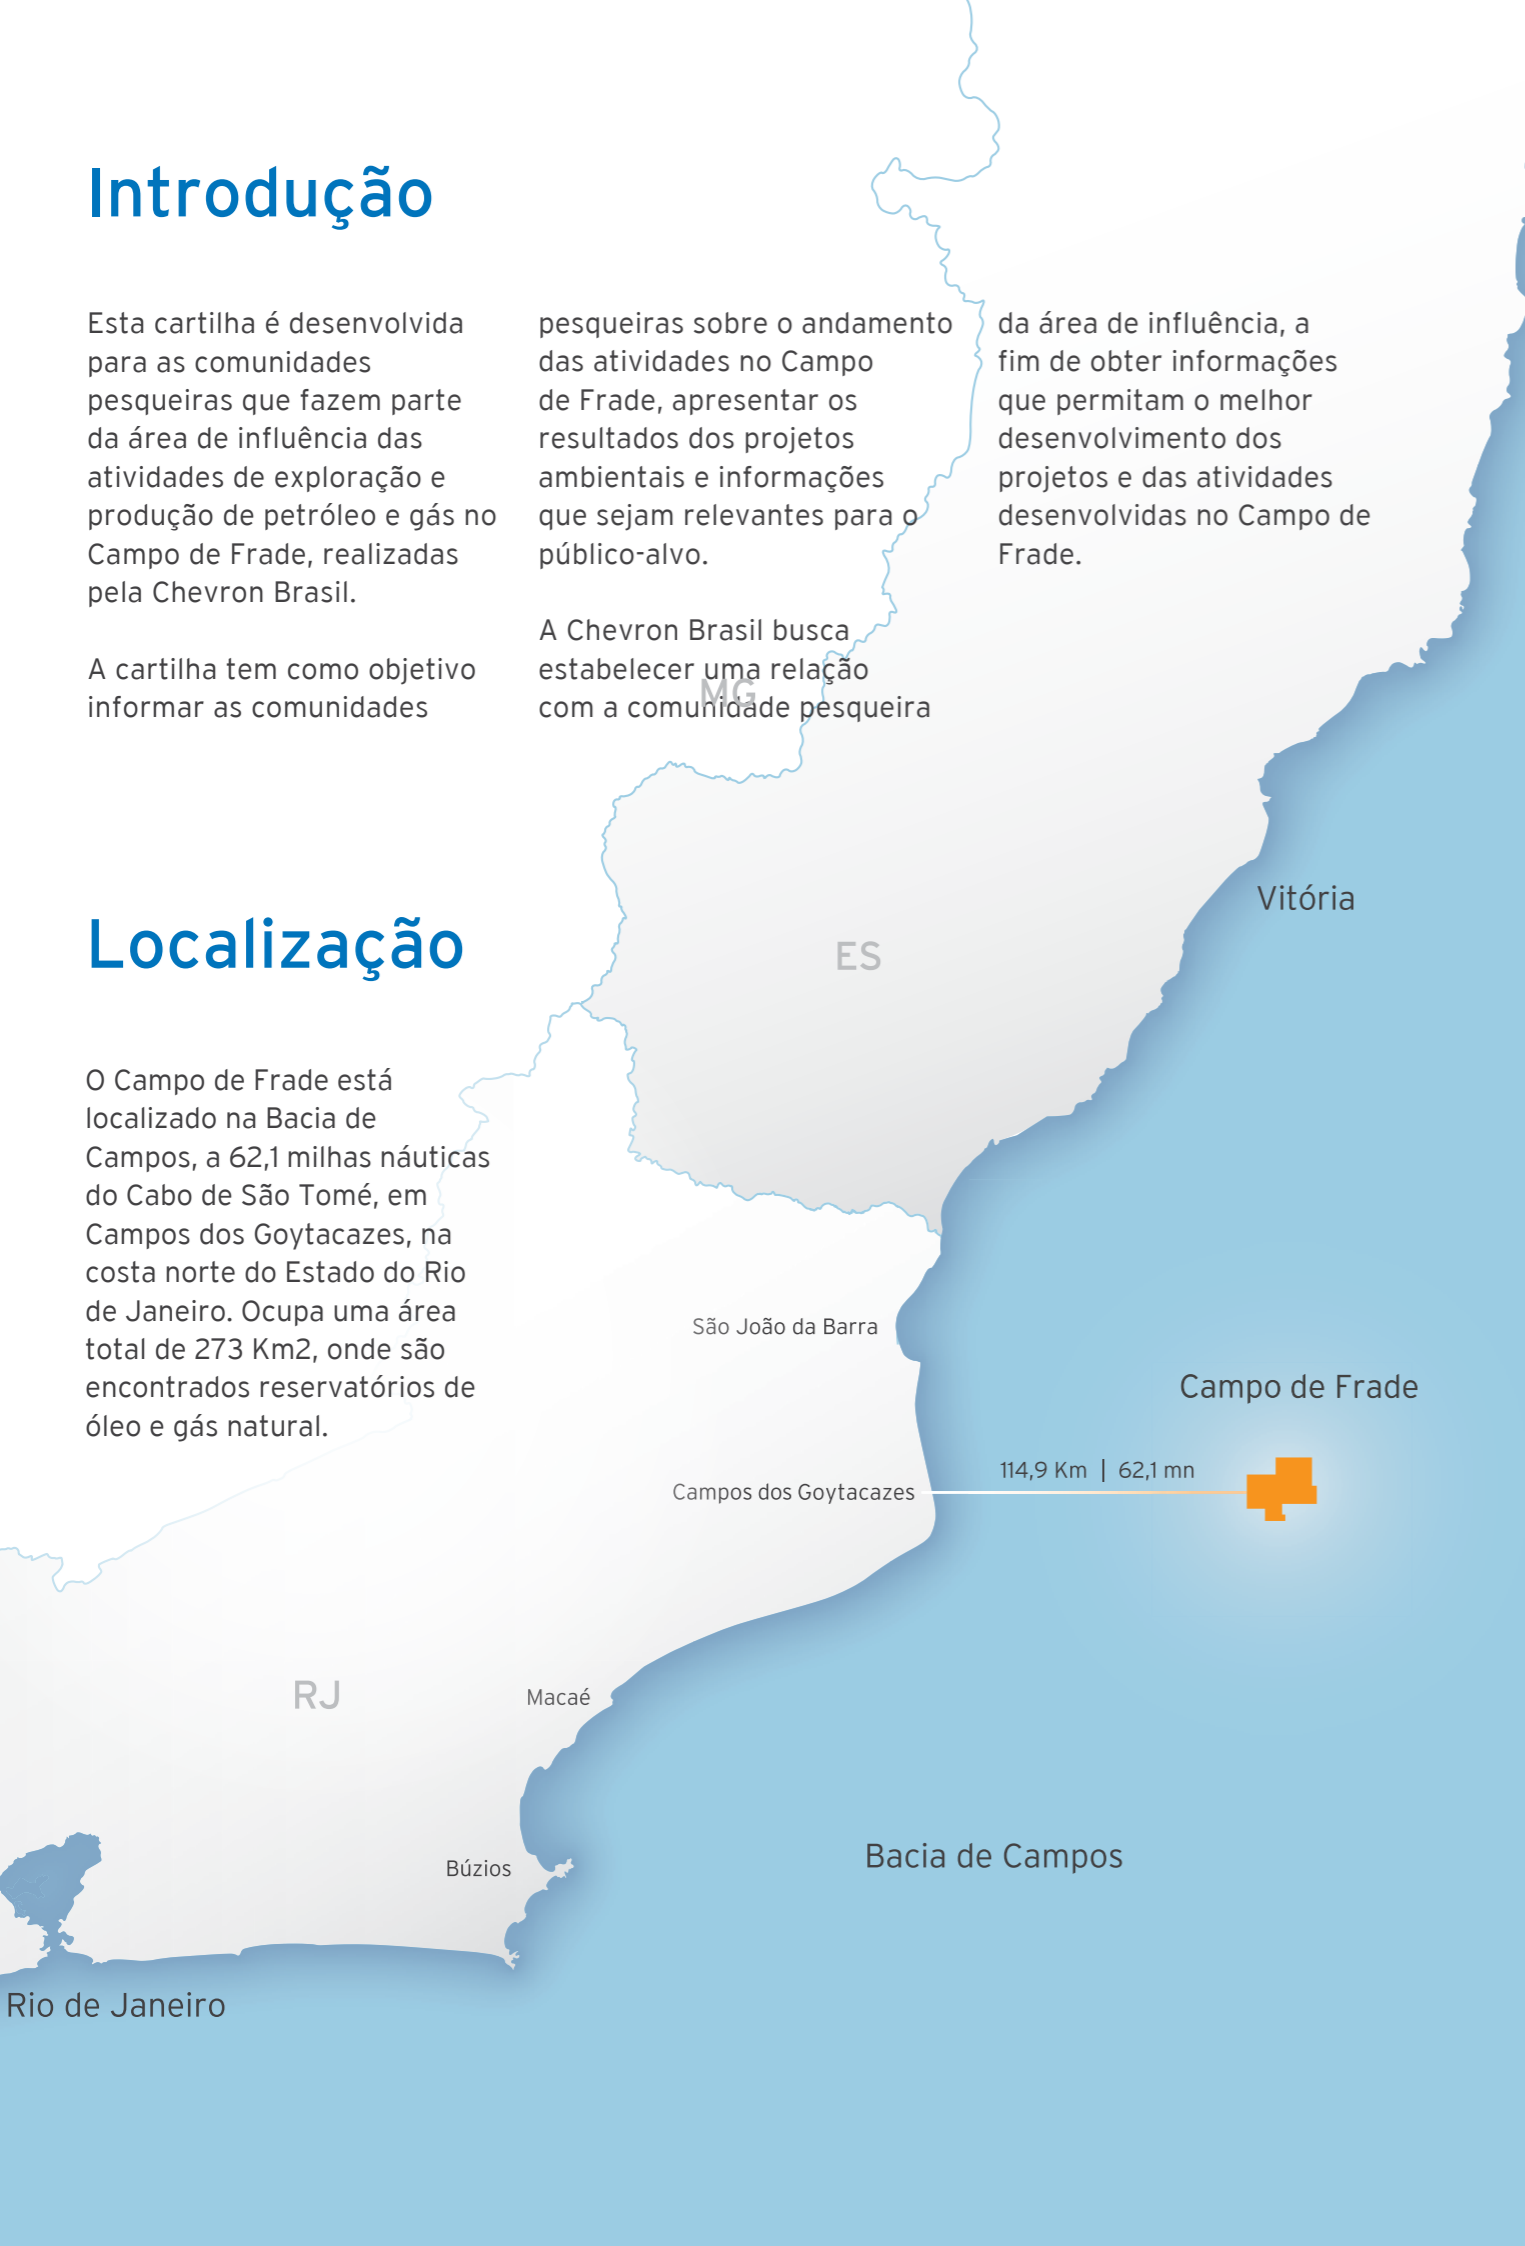 Introdução
Esta cartilha é desenvolvida
para as comunidades
pesqueiras que fazem parte
da área de influência das
atividades de exploração e
produção de petróleo e gás no
Campo de Frade, realizadas
pela Chevron Brasil.
A cartilha tem como objetivo
informar as comunidades
pesqueiras sobre o andamento
das atividades no Campo
de Frade, apresentar os
resultados dos projetos
ambientais e informações
que sejam relevantes para o
público-alvo.
A Chevron Brasil busca
estabelecer uma relação
com a comunidade pesqueira
da área de influência, a
fim de obter informações
que permitam o melhor
desenvolvimento dos
projetos e das atividades
desenvolvidas no Campo de
Frade.
MG
Localização
O Campo de Frade está
localizado na Bacia de
Campos, a 62,1 milhas náuticas
do Cabo de São Tomé, em
Campos dos Goytacazes, na
costa norte do Estado do Rio
de Janeiro. Ocupa uma área
total de 273 Km2, onde são
encontrados reservatórios de
óleo e gás natural.
Vitória
ES
São João da Barra
Campo de Frade
114,9 Km | 62,1 mn
Campos dos Goytacazes
RJ
Macaé
Bacia de Campos
Búzios
Rio de Janeiro